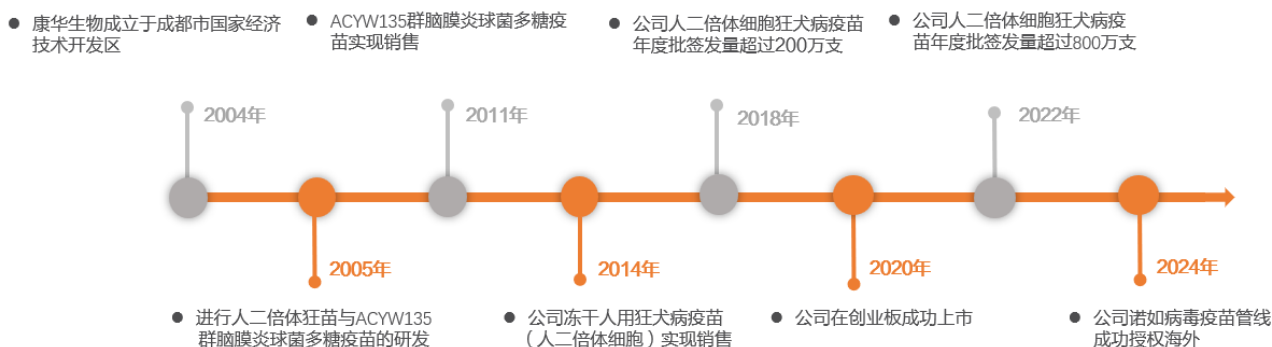 康华生物成立于成都市国家经济
技术开发区
ACYW135群脑膜炎球菌多糖疫
苗实现销售
公司人二倍体细胞狂犬病疫苗
年度批签发量超过200万支
公司人二倍体细胞狂犬病疫
苗年度批签发量超过800万支
2004年
2011年
2018年
2022年
2005年
2014年
2020年
2024年
进行人二倍体狂苗与ACYW135
群脑膜炎球菌多糖疫苗的研发
公司冻干人用狂犬病疫苗
（人二倍体细胞）实现销售
公司在创业板成功上市
公司诺如病毒疫苗管线
成功授权海外